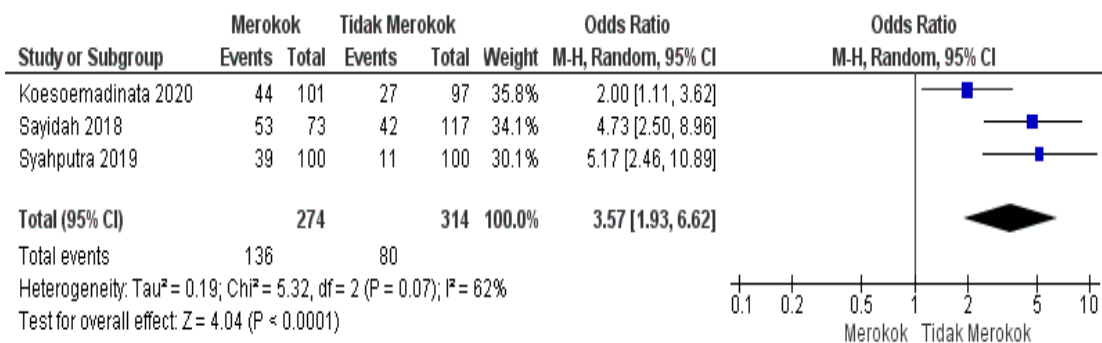 Merokok Tidak Merokok Odds Ratio Odds Ratio
Study or Subgroup Events Total Events Total Weight M-H, Random, 95% CI M-H, Random, 95% CI
Koesoemadinata 2020 44 101 27 97 35.8% 2.00 [1.11, 3.62]
Sayidah 2018 53 73 42 117 34.1% 4.73 [2.50, 8.96]
Syahputra 2019 39 100 11 100 30.1% 5.17 [2.46, 10.89]
Total (95% CI) 274 314 100.0% 3.57 [1.93, 6.62]
Total events 136 80
Heterogeneity: Tau² = 0.19; Chi² = 5.32, df = 2 (P = 0.07); I² = 62%
Test for overall effect: Z = 4.04 (P < 0.0001)
0.1 0.2 0.5 1 2 5 10
Merokok Tidak Merokok